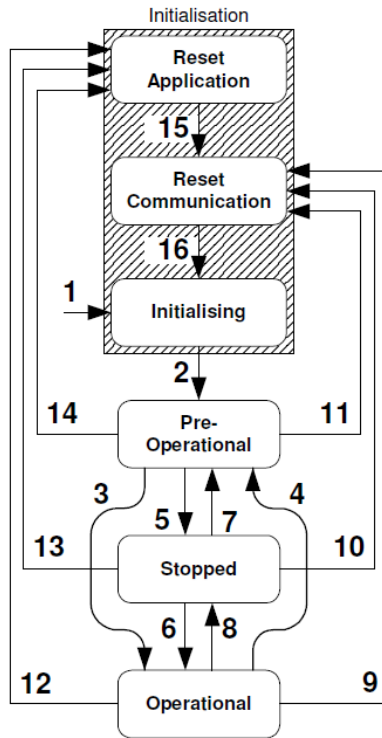 Initialisation
Reset
Application
15
Reset
Communication
16
1
Initialising
2
14
Pre-
Operational
11
3
4
5
7
13
Stopped
10
6
8
12
Operational
9